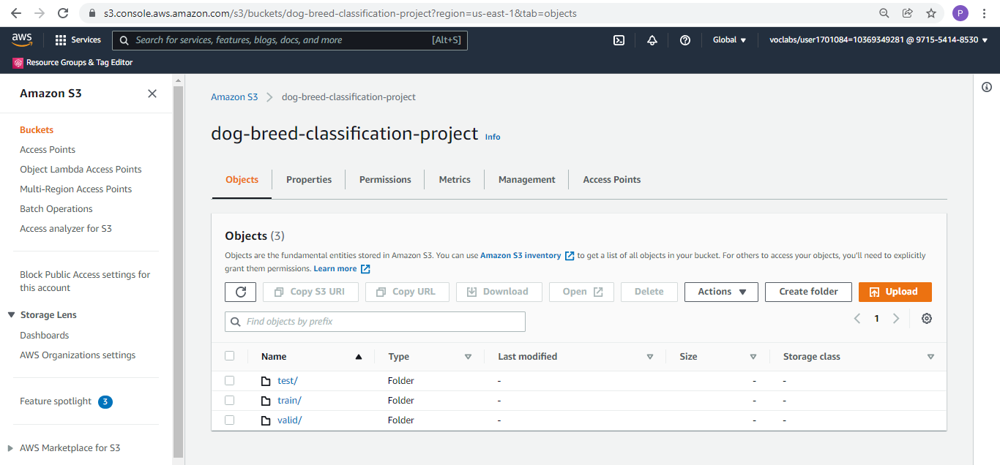 s3.console.aws.amazon.com/s3/buckets/dog-breed-classification-project?region=us-east-1&tab=objects
P
aws
Services
Search for services, features, blogs, docs, and more
[Alt+S]
Global
voclabs/user1701084=10369349281 @ 9715-5414-8530
Resource Groups & Tag Editor
Amazon S3
Buckets
Access Points
Object Lambda Access Points
Multi-Region Access Points
Batch Operations
Access analyzer for S3
Block Public Access settings for
this account
Storage Lens
Dashboards
AWS Organizations settings
Feature spotlight 3
AWS Marketplace for S3
Amazon S3 > dog-breed-classification-project
dog-breed-classification-project Info
Objects Properties Permissions Metrics Management Access Points
Objects (3)
Objects are the fundamental entities stored in Amazon S3. You can use Amazon S3 inventory to get a list of all objects in your bucket. For others to access your objects, you'll need to explicitly
grant them permissions. Learn more
Copy S3 URI Copy URL Download Open Delete Actions Create folder Upload
Find objects by prefix
1
Name Type Last modified Size Storage class
test/ Folder - - -
train/ Folder - - -
valid/ Folder - - -